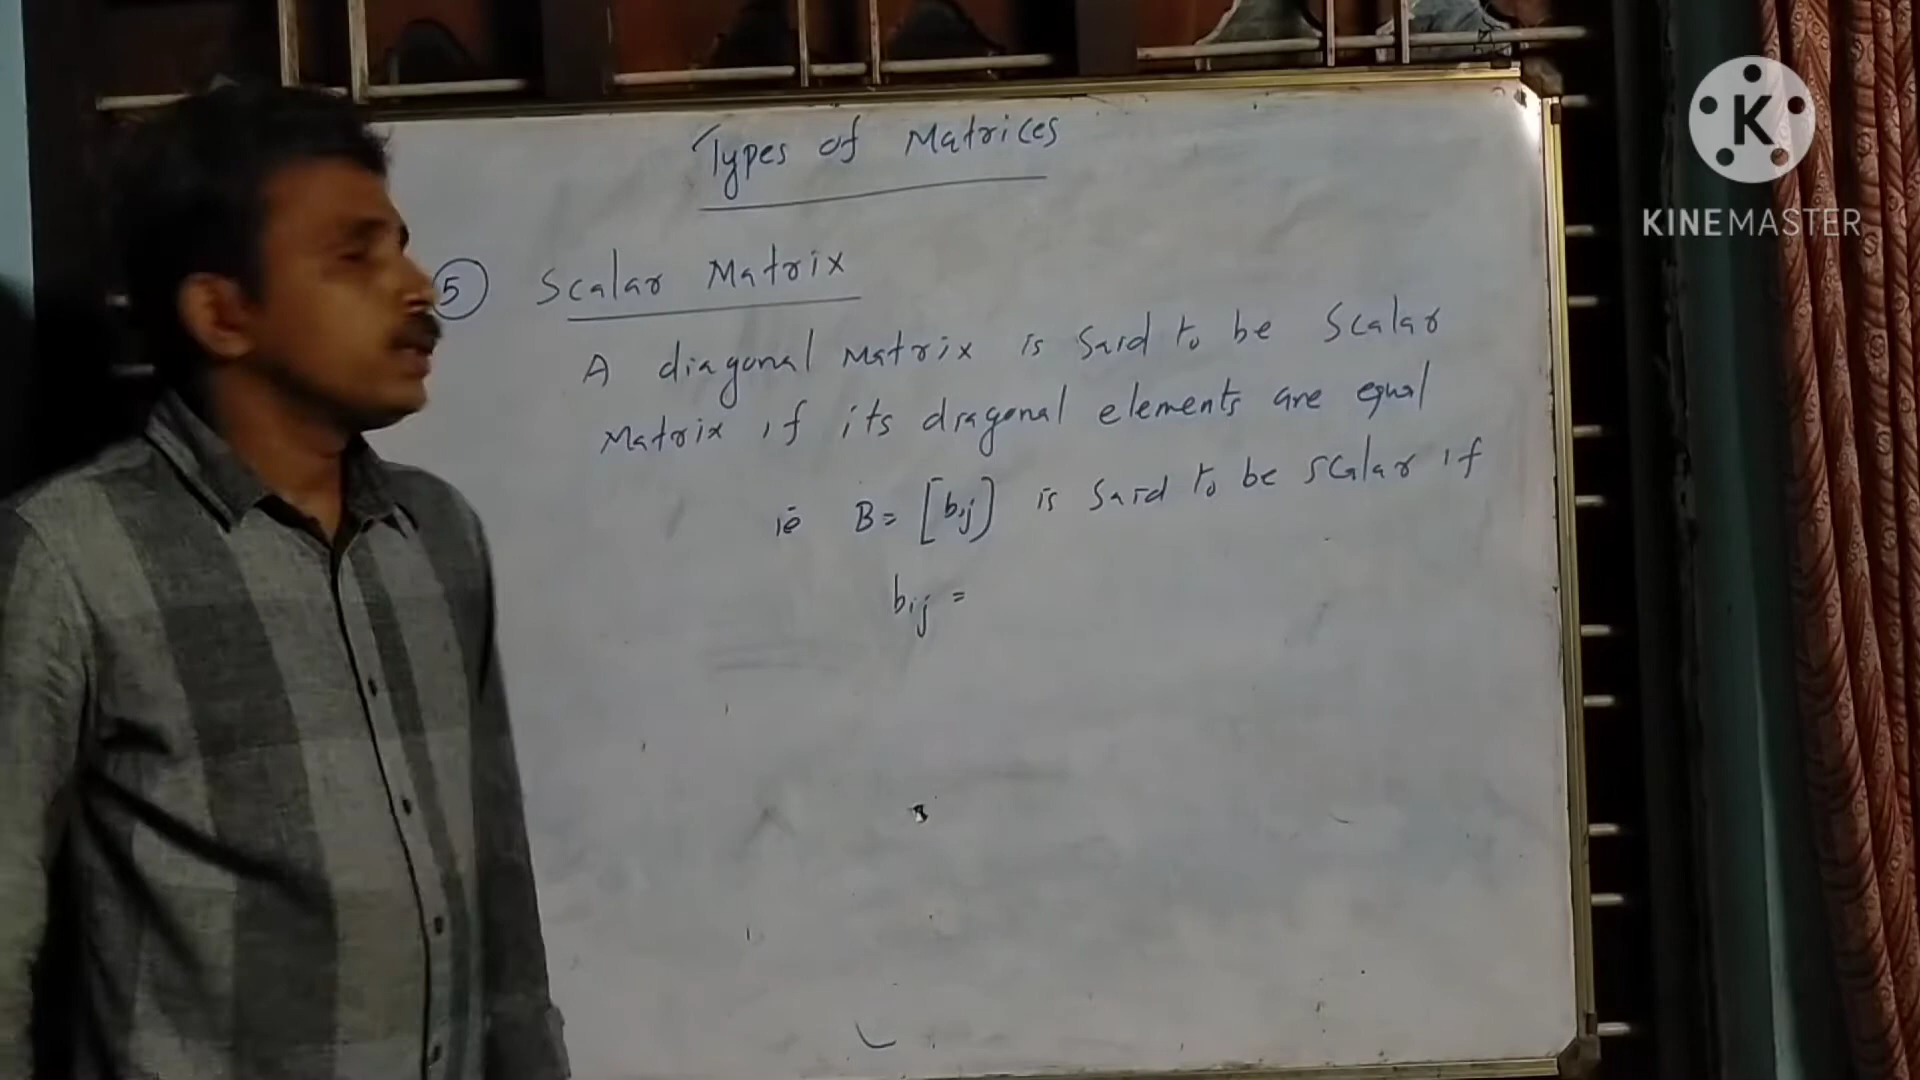 Types of Matrices
5 Scalar Matrix
A diagonal matrix is said to be scalar
matrix if its diagonal elements are equal
ie B = [bij] is said to be scalar if
bij =
K
KINEMASTER